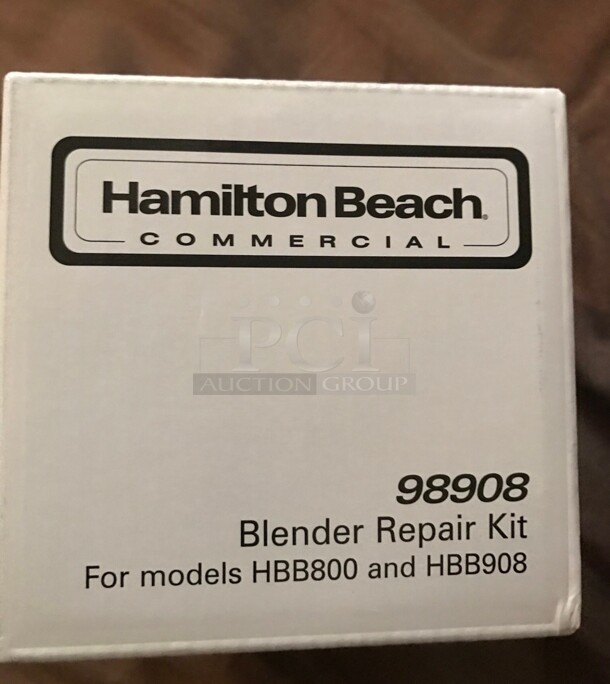 Hamilton Beach
COMMERCIAL
PCi
AUCTION GROUP
98908
Blender Repair Kit
For models HBB800 and HBB908